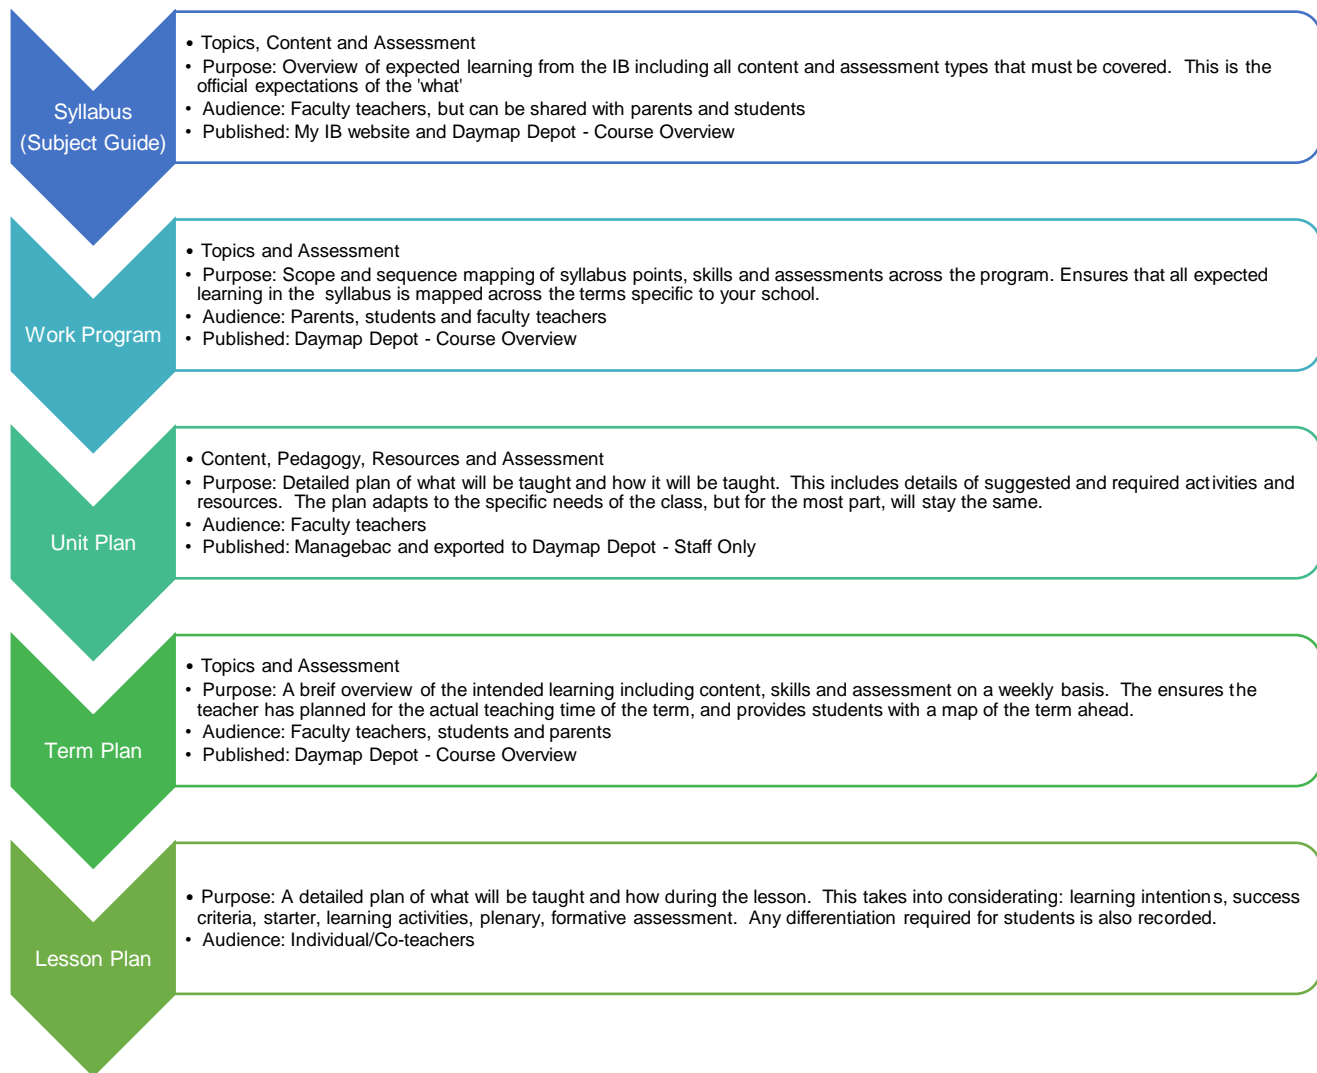 Syllabus
(Subject Guide)
• Topics, Content and Assessment
• Purpose: Overview of expected learning from the IB including all content and assessment types that must be covered.  This is the
official expectations of the 'what'
• Audience: Faculty teachers, but can be shared with parents and students
• Published: My IB website and Daymap Depot - Course Overview
Work Program
• Topics and Assessment
• Purpose: Scope and sequence mapping of syllabus points, skills and assessments across the program. Ensures that all expected
learning in the  syllabus is mapped across the terms specific to your school.
• Audience: Parents, students and faculty teachers
• Published: Daymap Depot - Course Overview
Unit Plan
• Content, Pedagogy, Resources and Assessment
• Purpose: Detailed plan of what will be taught and how it will be taught.  This includes details of suggested and required activities and
resources.  The plan adapts to the specific needs of the class, but for the most part, will stay the same.
• Audience: Faculty teachers
• Published: Managebac and exported to Daymap Depot - Staff Only
Term Plan
• Topics and Assessment
• Purpose: A breif overview of the intended learning including content, skills and assessment on a weekly basis.  The ensures the
teacher has planned for the actual teaching time of the term, and provides students with a map of the term ahead.
• Audience: Faculty teachers, students and parents
• Published: Daymap Depot - Course Overview
Lesson Plan
• Purpose: A detailed plan of what will be taught and how during the lesson.  This takes into considerating: learning intentions, success
criteria, starter, learning activities, plenary, formative assessment.  Any differentiation required for students is also recorded.
• Audience: Individual/Co-teachers